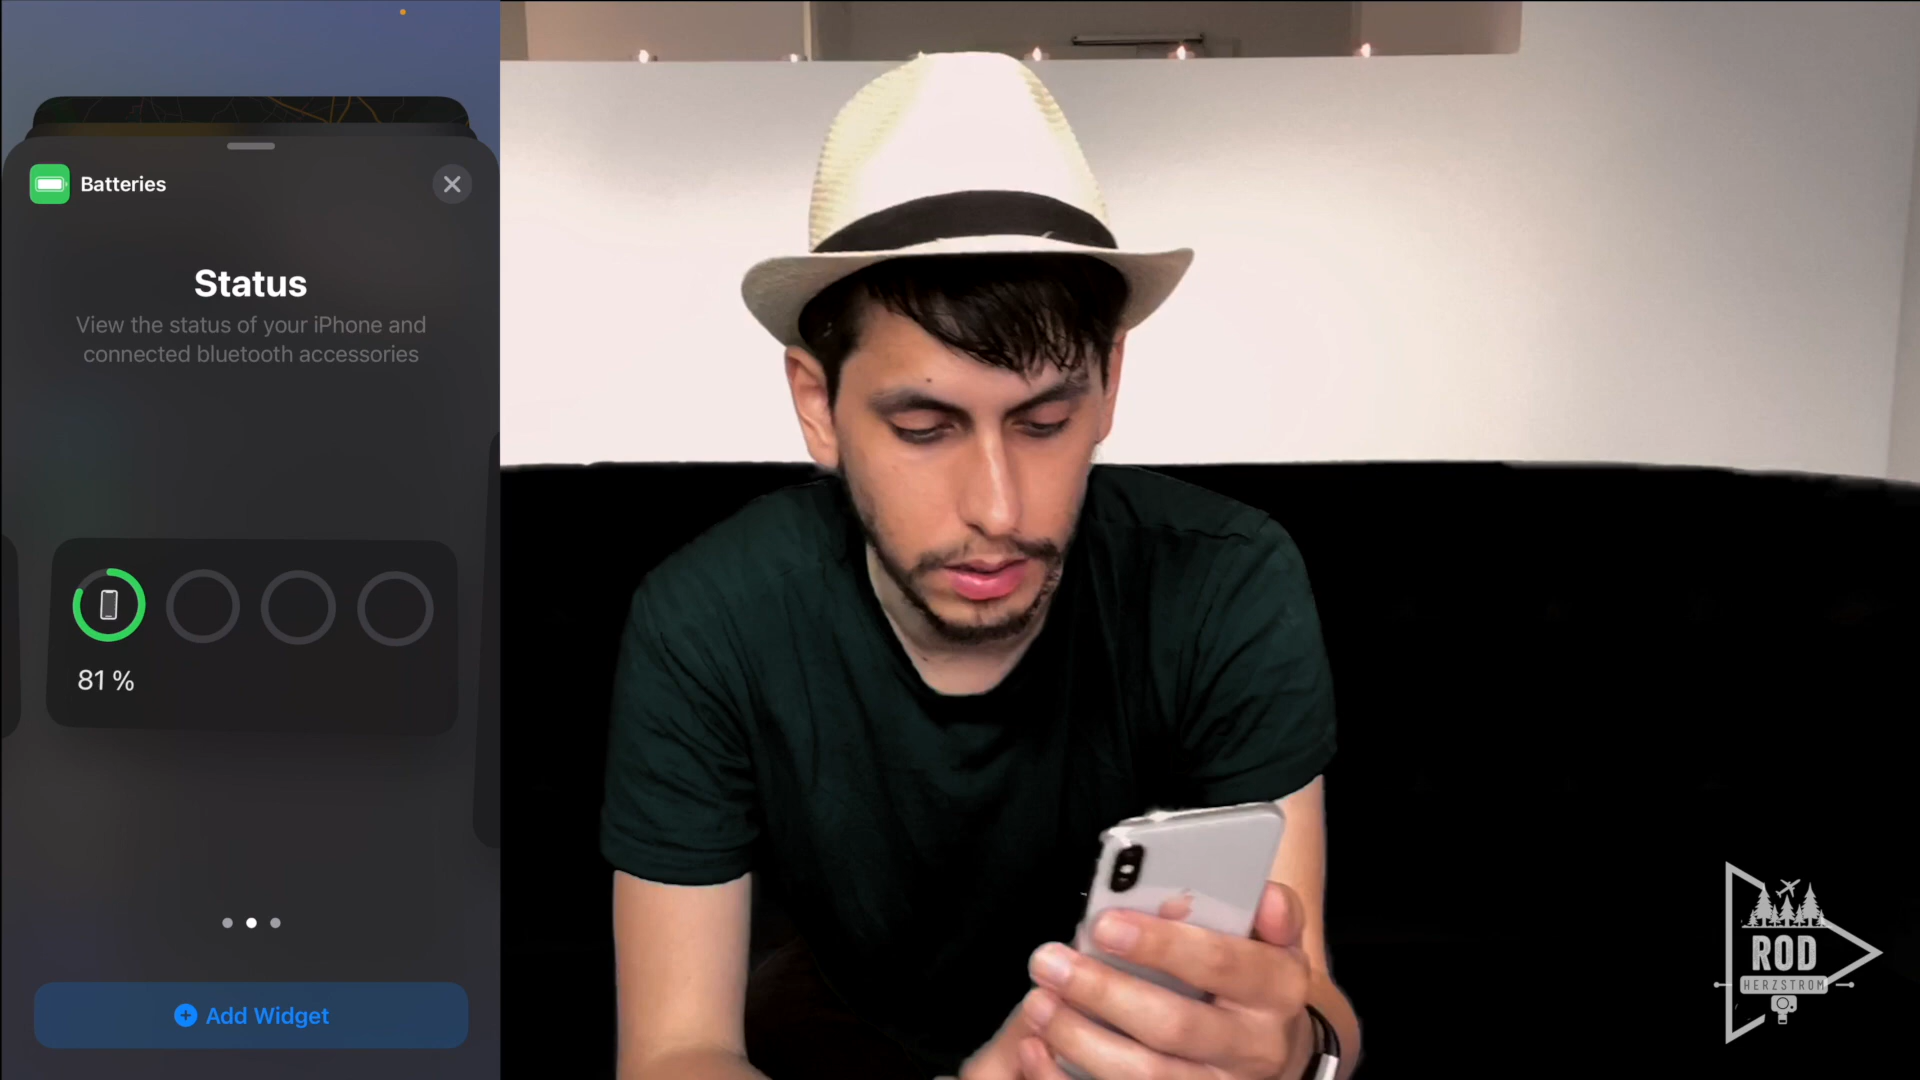 Batteries
Status
View the status of your iPhone and
connected bluetooth accessories
81 %
Add Widget
ROD
HERZSTROM